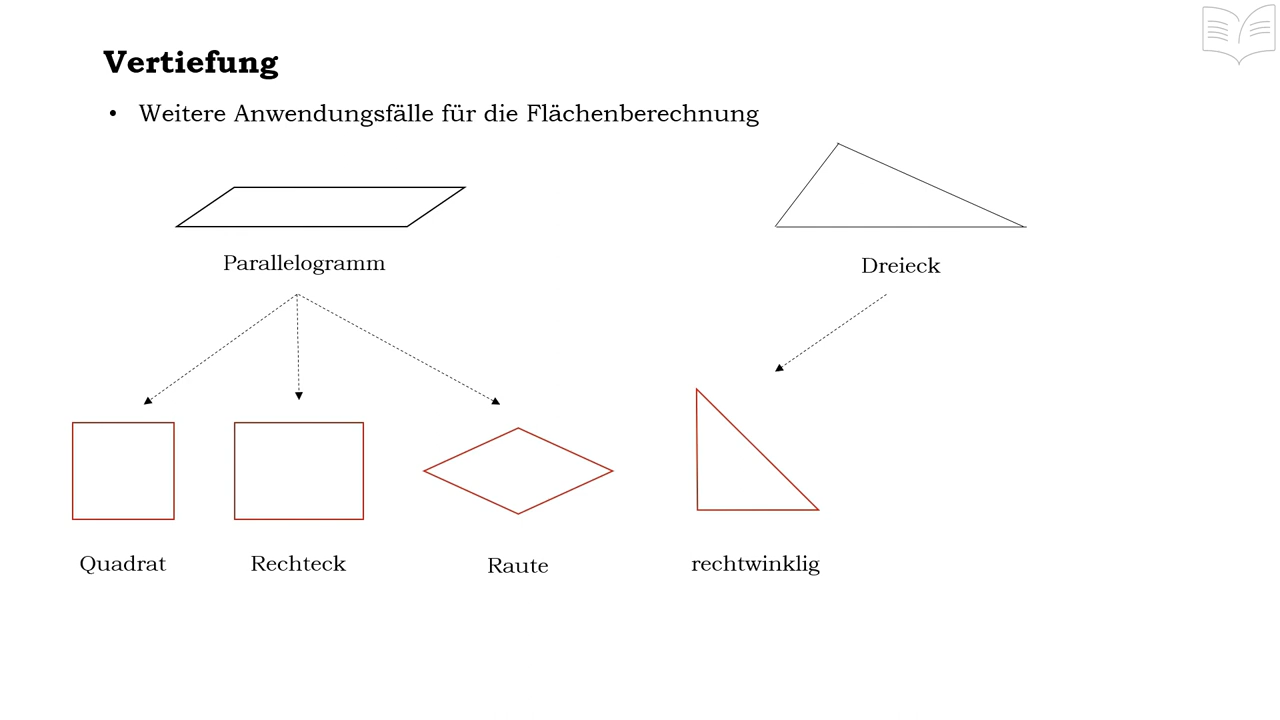 Vertiefung
• Weitere Anwendungsfälle für die Flächenberechnung
Parallelogramm
Dreieck
Quadrat
Rechteck
Raute
rechtwinklig